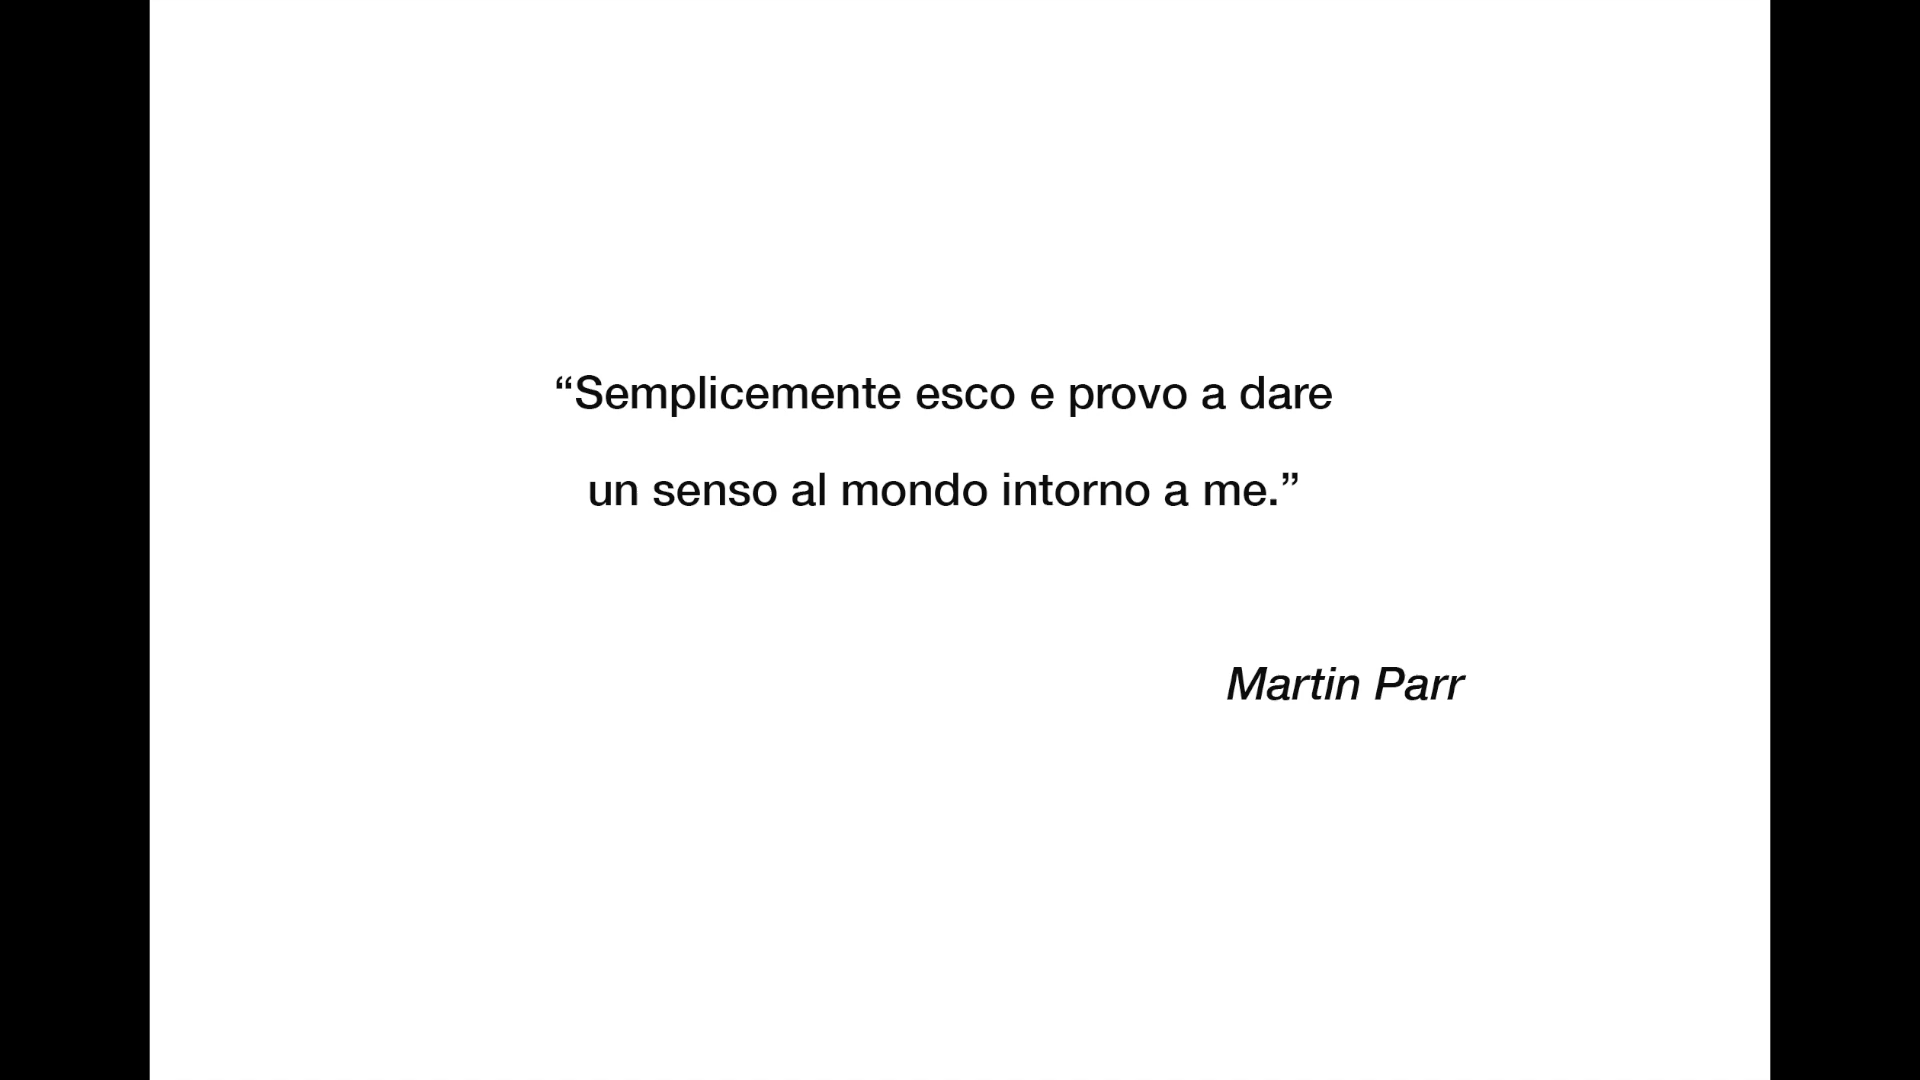 “Semplicemente esco e provo a dare
un senso al mondo intorno a me.”
Martin Parr